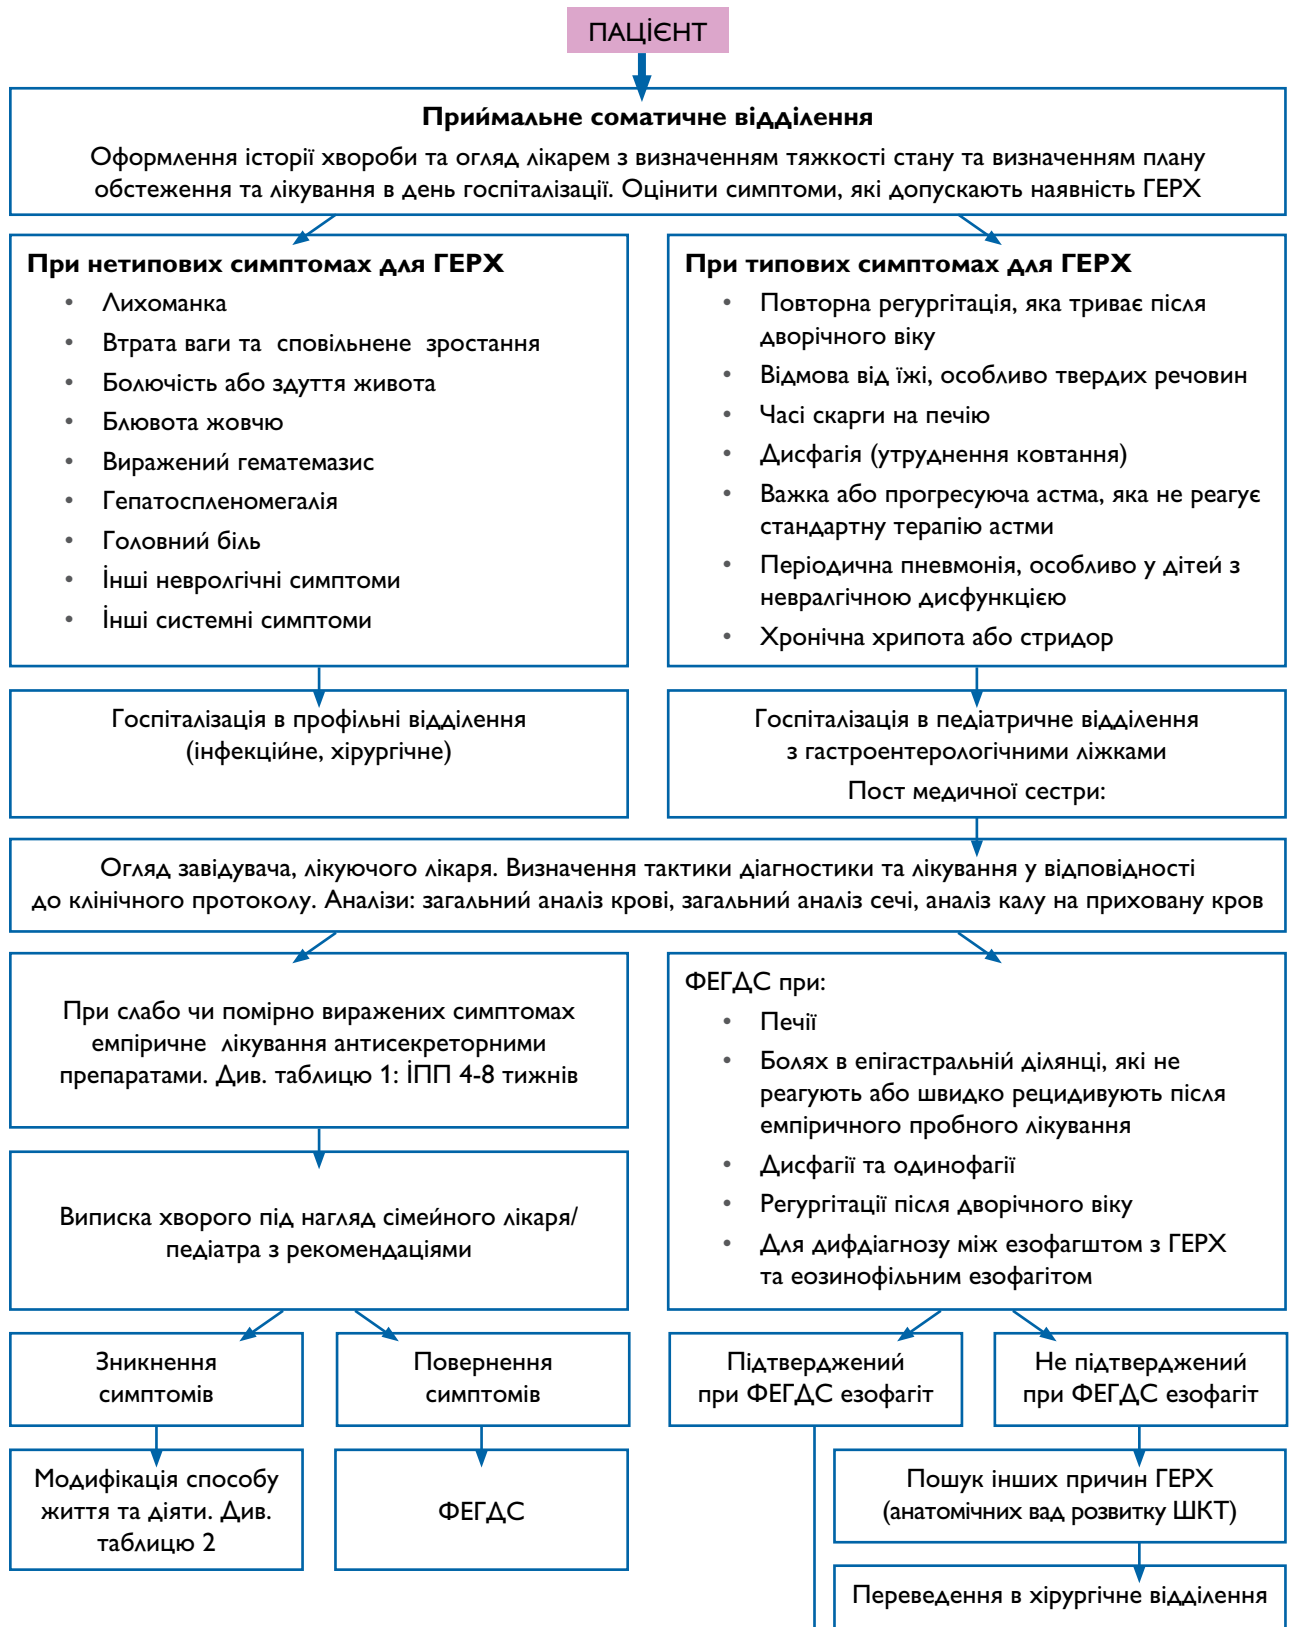 ПАЦІЄНТ
Приймальне соматичне відділення
Оформлення історії хвороби та огляд лікарем з визначенням тяжкості стану та визначенням плану
обстеження та лікування в день госпіталізації. Оцінити симптоми, які допускають наявність ГЕРХ
При нетипових симптомах для ГЕРХ
• Лихоманка
• Втрата ваги та сповільнене зростання
• Болючість або здуття живота
• Блювота жовчю
• Виражений гематемазис
• Гепатоспленомегалія
• Головний біль
• Інші невролгічні симптоми
• Інші системні симптоми
При типових симптомах для ГЕРХ
• Повторна регургітація, яка триває після
дворічного віку
• Відмова від їжі, особливо твердих речовин
• Часі скарги на печію
• Дисфагія (утруднення ковтання)
• Важка або прогресуюча астма, яка не реагує
стандартну терапію астми
• Періодична пневмонія, особливо у дітей з
невралгічною дисфункцією
• Хронічна хрипота або стридор
Госпіталізація в профільні відділення
(інфекційне, хірургічне)
Госпіталізація в педіатричне відділення
з гастроентерологічними ліжками
Пост медичної сестри:
Огляд завідувача, лікуючого лікаря. Визначення тактики діагностики та лікування у відповідності
до клінічного протоколу. Аналізи: загальний аналіз крові, загальний аналіз сечі, аналіз калу на приховану кров
При слабо чи помірно виражених симптомах
емпіричне лікування антисекреторними
препаратами. Див. таблицю 1: ІПП 4-8 тижнів
ФЕГДС при:
• Печії
• Болях в епігастральній ділянці, які не
реагують або швидко рецидивують після
емпіричного пробного лікування
• Дисфагії та одинофагії
• Регургітації після дворічного віку
• Для дифдіагнозу між езофагштом з ГЕРХ
та еозинофільним езофагітом
Виписка хворого під нагляд сімейного лікаря/
педіатра з рекомендаціями
Зникнення
симптомів
Повернення
симптомів
Підтверджений
при ФЕГДС езофагіт
Не підтверджений
при ФЕГДС езофагіт
Модифікація способу
життя та діяти. Див.
таблицю 2
ФЕГДС
Пошук інших причин ГЕРХ
(анатомічних вад розвитку ШКТ)
Переведення в хірургічне відділення